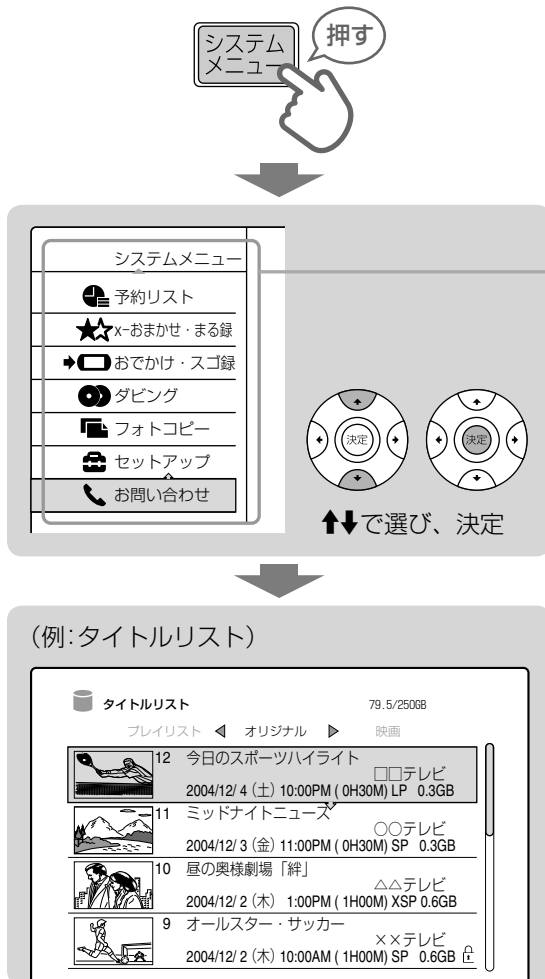 システム
メニュー
押す
システムメニュー
予約リスト
x-おまかせ・まる録
おでかけ・スゴ録
ダビング
フォトコピー
セットアップ
お問い合わせ
決定
決定
↑↓で選び、決定
(例:タイトルリスト)
タイトルリスト 79.5/250GB
プレイリスト ◀ オリジナル ▶ 映画
12 今日のスポーツハイライト
□□テレビ
2004/12/ 4 (土) 10:00PM ( 0H30M) LP 0.3GB
11 ミッドナイトニュース
○○テレビ
2004/12/ 3 (金) 11:00PM ( 0H30M) SP 0.3GB
10 昼の奥様劇場「絆」
△△テレビ
2004/12/ 2 (木) 1:00PM ( 1H00M) XSP 0.6GB
9 オールスター・サッカー
××テレビ
2004/12/ 2 (木) 10:00AM ( 1H00M) SP 0.6GB